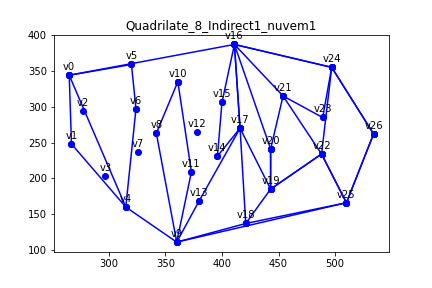 Quadrilate_8_Indirect1_nuvem1
400
350
300
250
200
150
100
300
350
400
450
500
v0
v1
v2
v3
v4
v5
v6
v7
v8
v9
v10
v11
v12
v13
v14
v15
v16
v17
v18
v19
v20
v21
v22
v23
v24
v25
v26